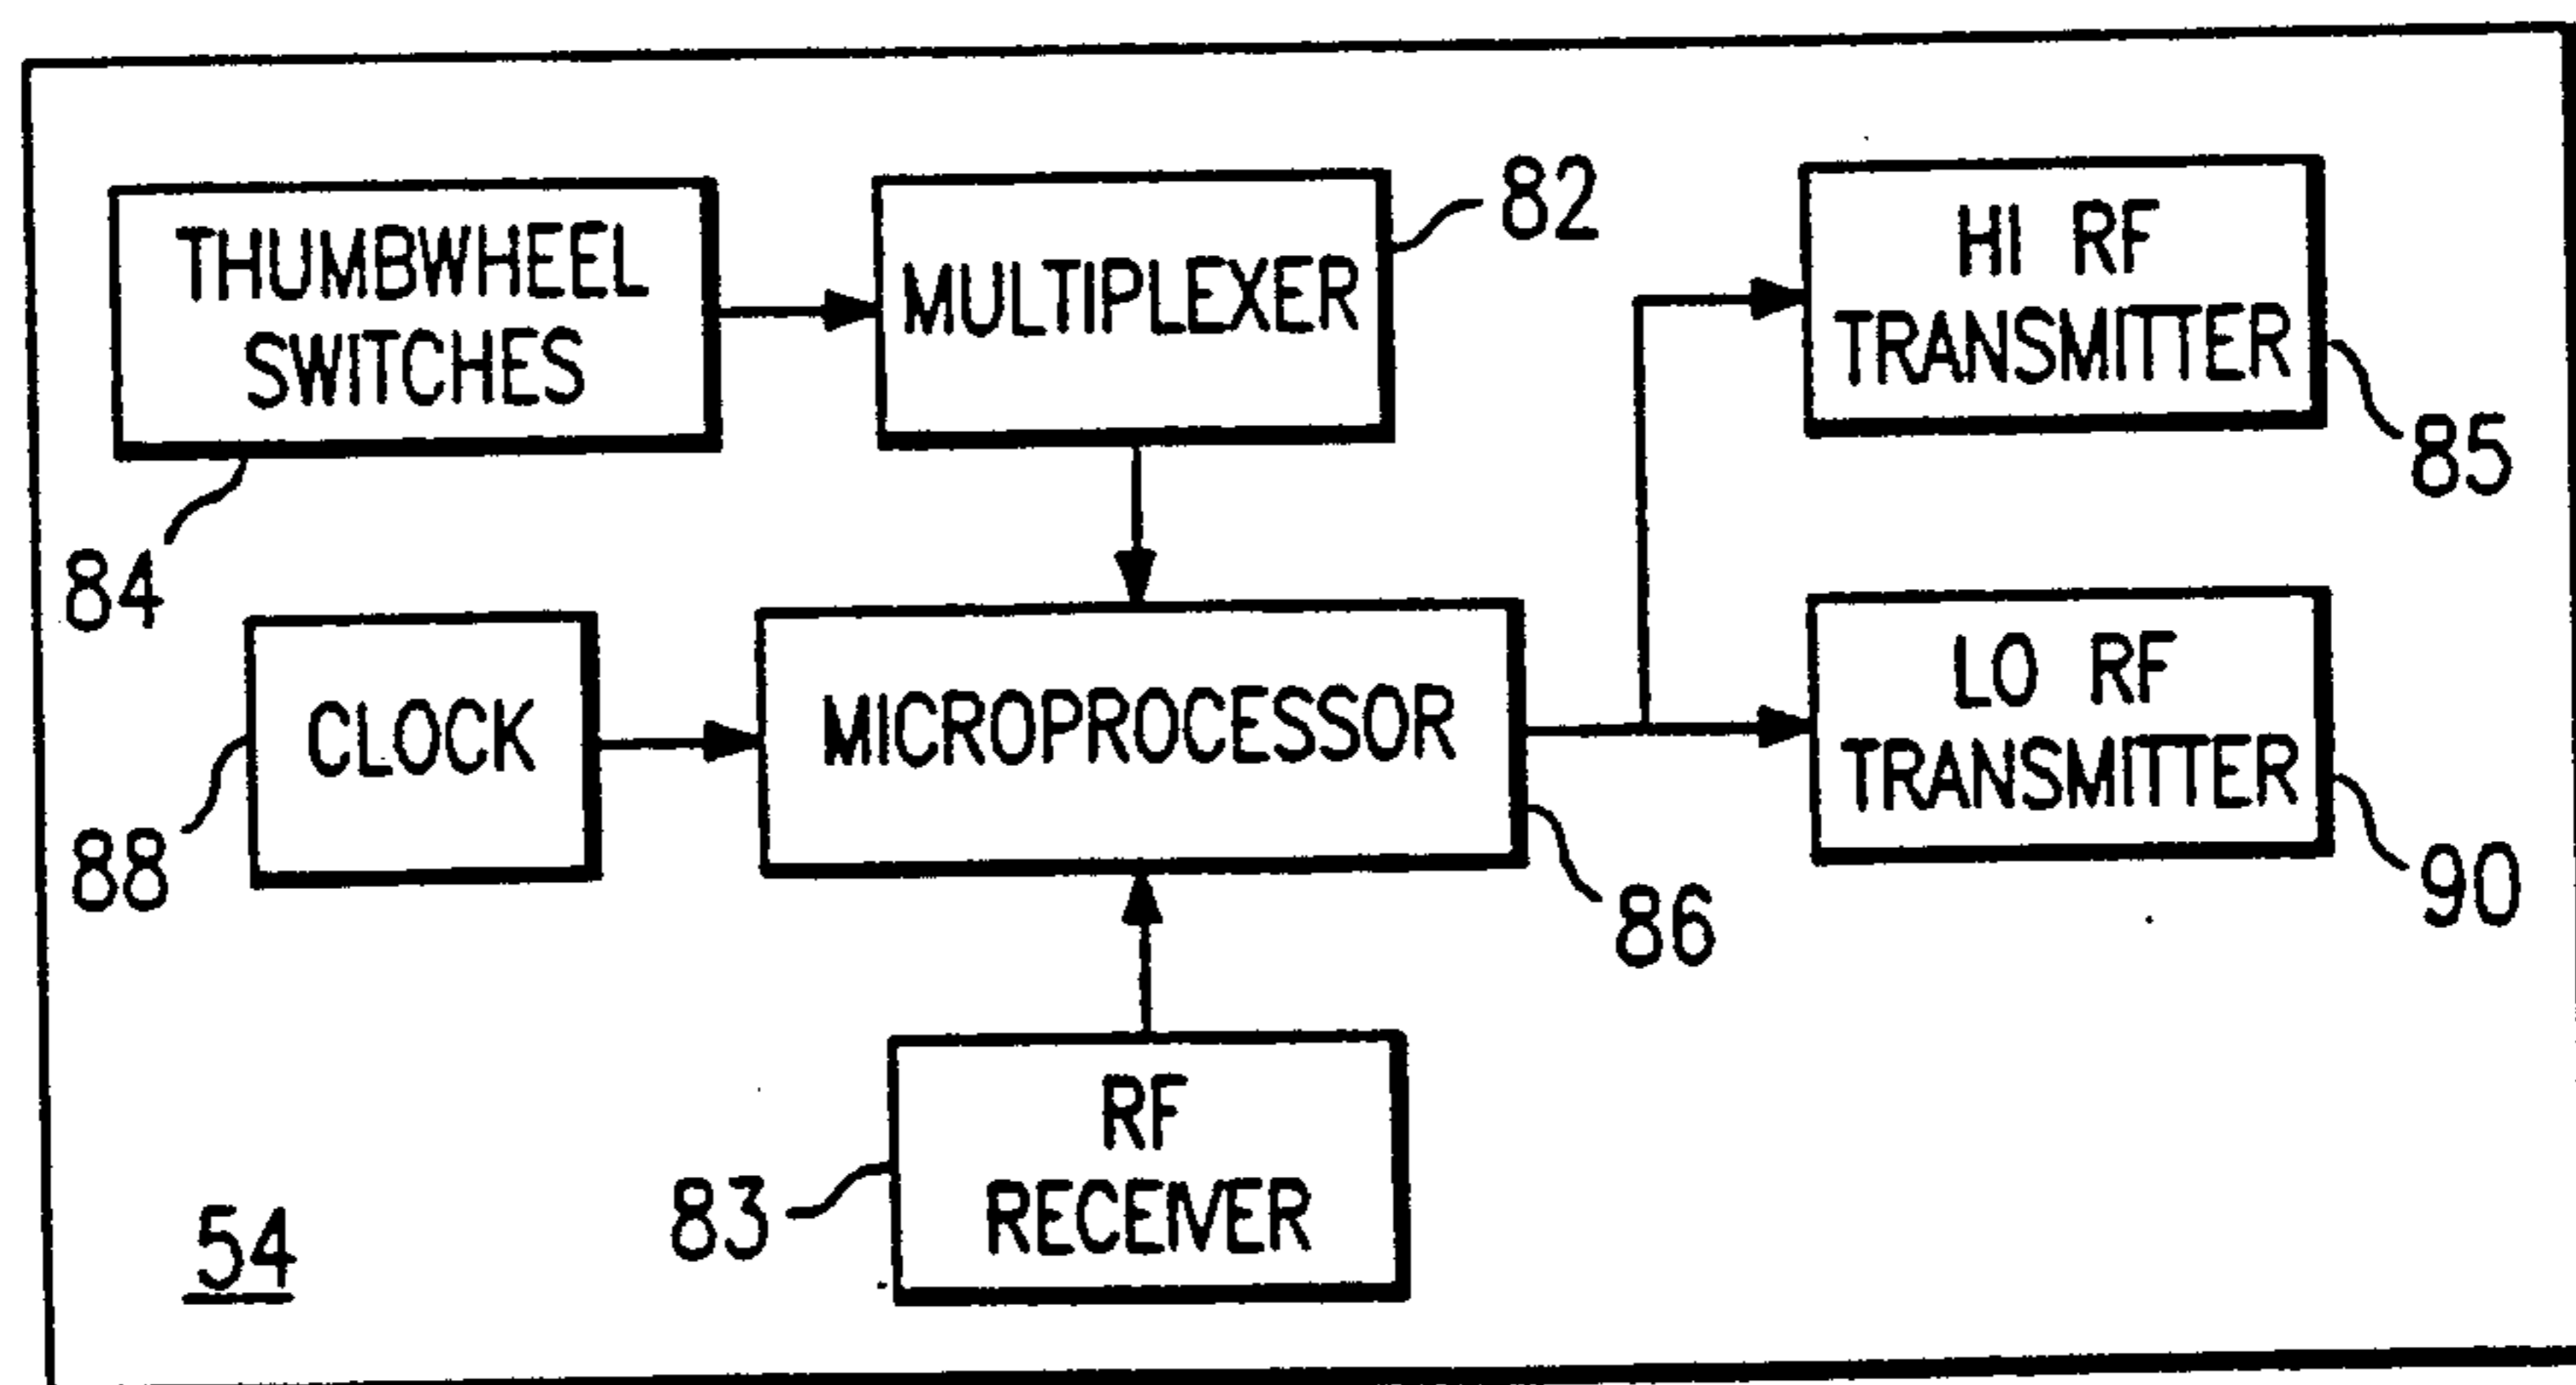 THUMBWHEEL
SWITCHES
84
MULTIPLEXER
82
HI RF
TRANSMITTER
85
CLOCK
88
MICROPROCESSOR
86
LO RF
TRANSMITTER
90
RF
RECEIVER
83
54